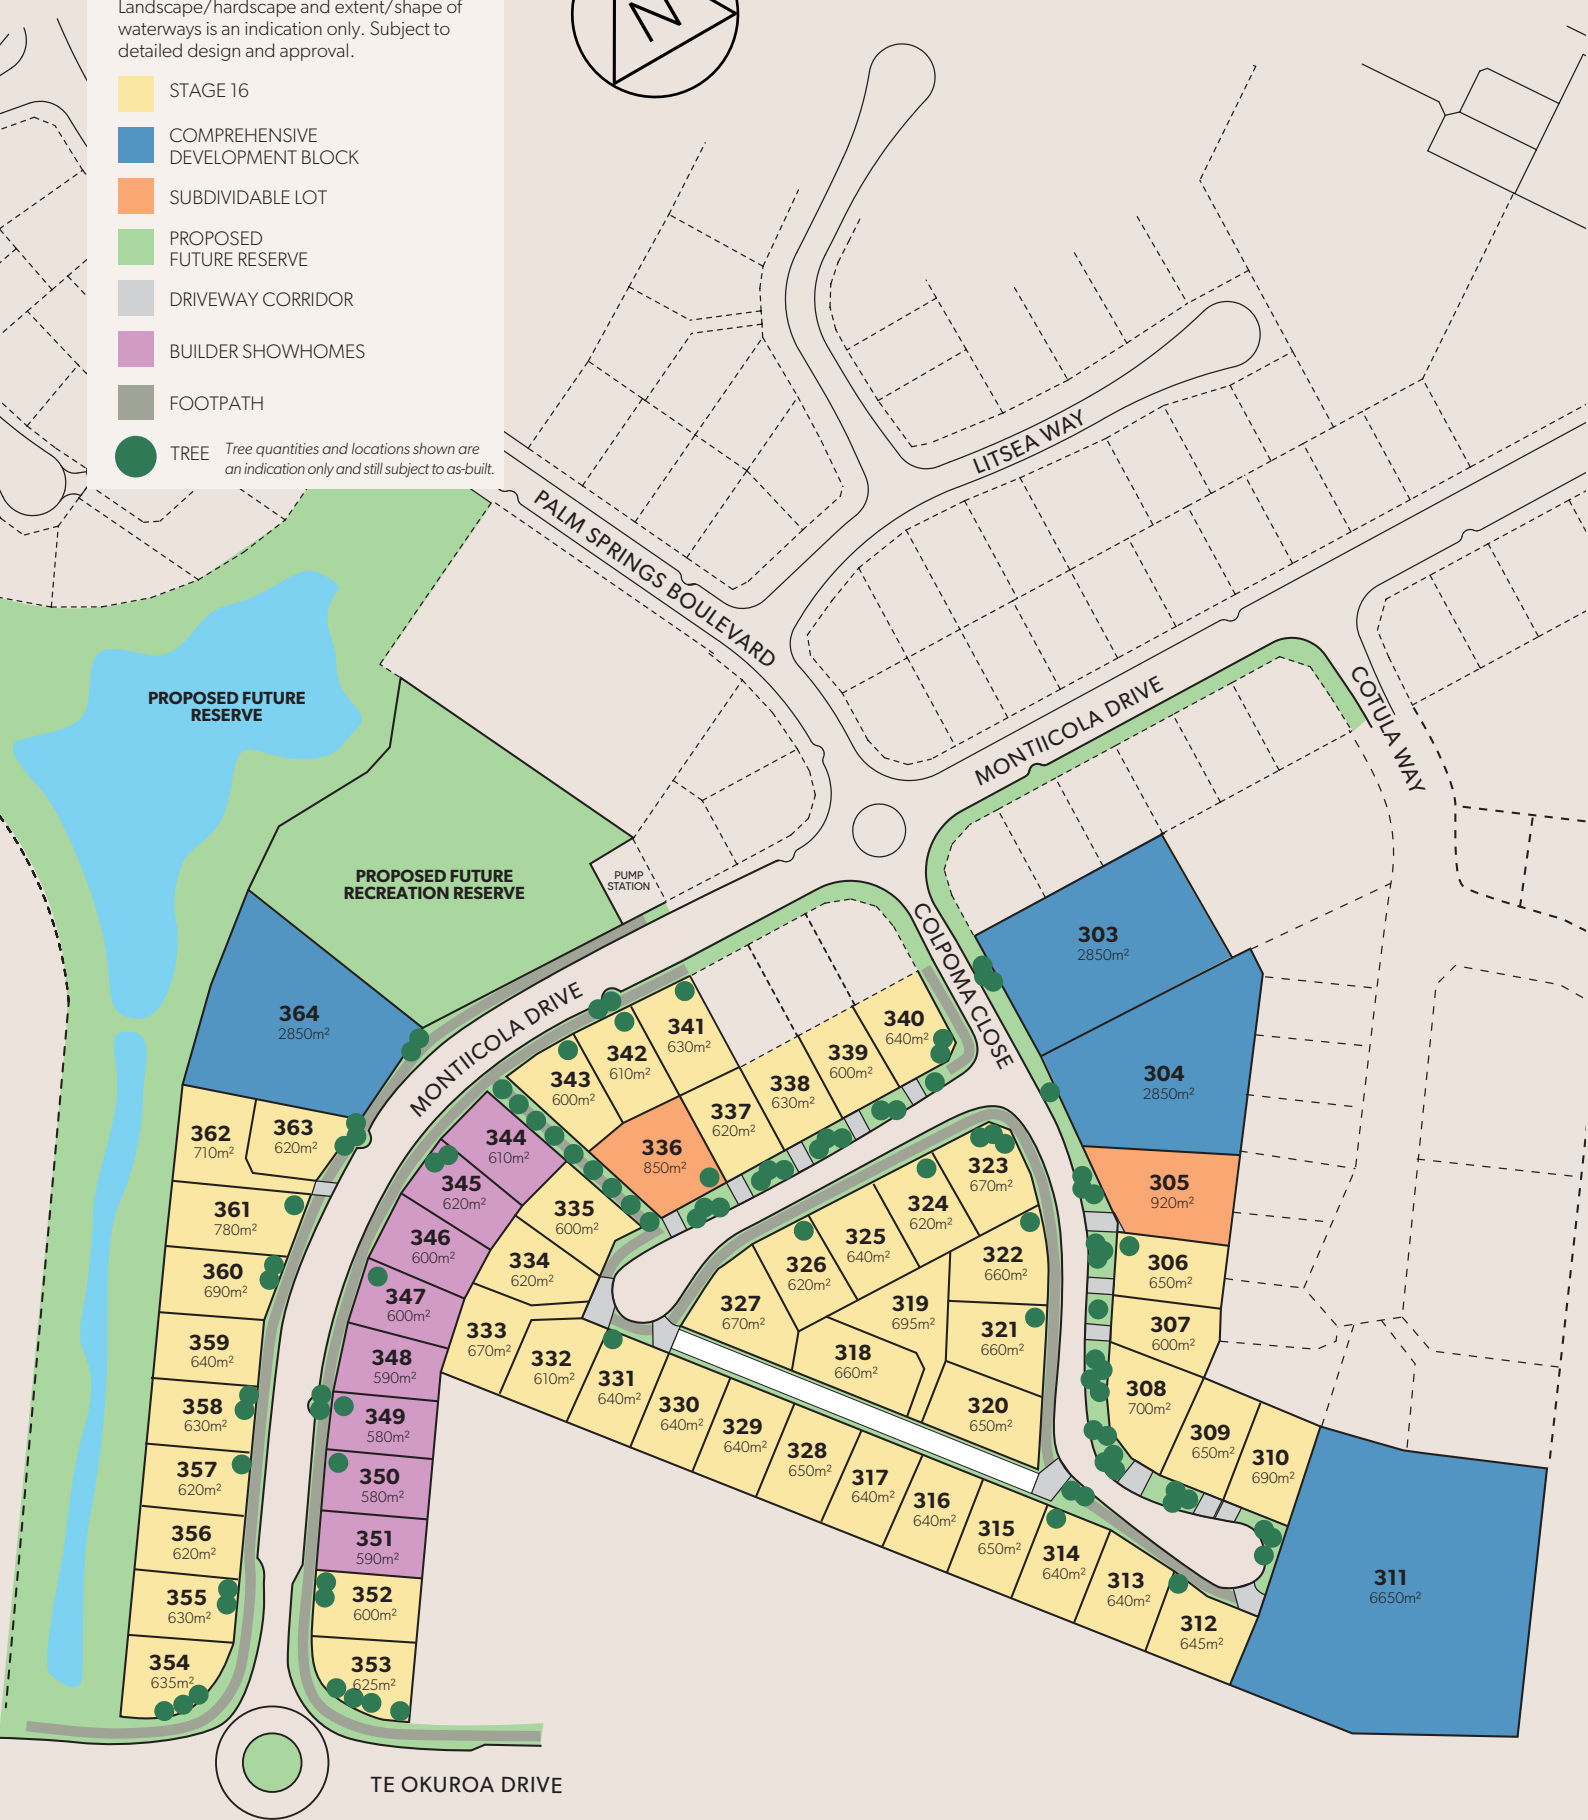 Landscape/hardscape and extent/shape of
waterways is an indication only. Subject to
detailed design and approval.
N
STAGE 16
COMPREHENSIVE
DEVELOPMENT BLOCK
SUBDIVIDABLE LOT
PROPOSED
FUTURE RESERVE
DRIVEWAY CORRIDOR
BUILDER SHOWHOMES
FOOTPATH
TREE
Tree quantities and locations shown are
an indication only and still subject to as-built.
LITSEA WAY
PALM SPRINGS BOULEVARD
MONTIICOLA DRIVE
COTULA WAY
PROPOSED FUTURE
RESERVE
PROPOSED FUTURE
RECREATION RESERVE
PUMP
STATION
COLPOMA CLOSE
MONTIICOLA DRIVE
303
2850m²
304
2850m²
305
920m²
306
650m²
307
600m²
308
700m²
309
650m²
310
690m²
311
6650m²
312
645m²
313
640m²
314
640m²
315
650m²
316
640m²
317
640m²
318
660m²
319
695m²
320
650m²
321
660m²
322
660m²
323
670m²
324
620m²
325
640m²
326
620m²
327
670m²
328
650m²
329
640m²
330
640m²
331
640m²
332
610m²
333
670m²
334
620m²
335
600m²
336
850m²
337
620m²
338
630m²
339
600m²
340
640m²
341
630m²
342
610m²
343
600m²
344
610m²
345
620m²
346
600m²
347
600m²
348
590m²
349
580m²
350
580m²
351
590m²
352
600m²
353
625m²
354
635m²
355
630m²
356
620m²
357
620m²
358
630m²
359
640m²
360
690m²
361
780m²
362
710m²
363
620m²
364
2850m²
TE OKUROA DRIVE